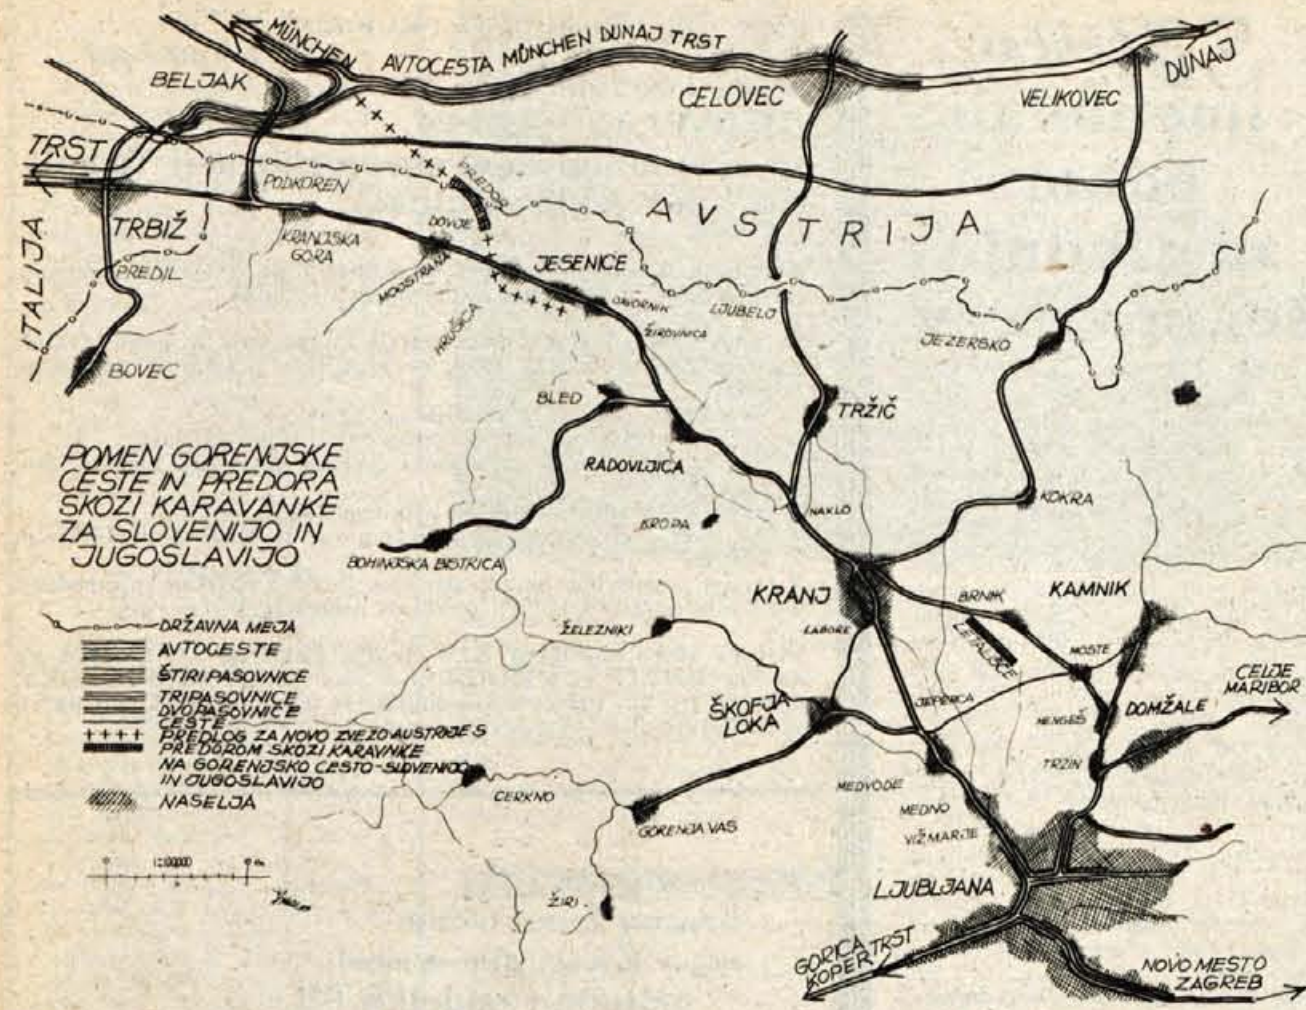 MÜNCHEN
AVTOCESTA MÜNCHEN DUNAJ TRST
DUNAJ
BELJAK
CELOVEC
VELIKOVEC
TRST
PODKOREN
PREDOR
AVSTRIJA
ITALIJA
TRBIŽ
KRANJSKA
GORA
DOVJE
MOJSTRANA
PREDIL
JESENICE
JAVORNIK
LJUBELJ
HRUŠICA
ŽIROVNICA
JEZERSKO
BOVEC
BLED
TRŽIČ
POMEN GORENJSKE
CESTE IN PREDORA
SKOZI KARAVANKE
ZA SLOVENIJO IN
JUGOSLAVIJO
RADOVLJICA
KROPA
NAKLO
KOKRA
BOHINJSKA BISTRICA
KRANJ
BRNIK
KAMNIK
LABORE
LETALIŠČE
MOSTE
ŽELEZNIKI
DRŽAVNA MEJA
AVTOCESTE
ŠTIRIPASOVNICE
TRIPASOVNICE
DVOPASOVNICE
CESTE
PREDLOG ZA NOVO ZVEZO AVSTRIJE S
PREDOROM SKOZI KARAVNKE
NA GORENJSKO CESTO-SLOVENIJO
IN JUGOSLAVIJO
NASELJA
ŠKOFJA
LOKA
JEPERCA
MENGEŠ
DOMŽALE
CELJE
MARIBOR
TRZIN
CERKNO
GORENJA VAS
MEDVODE
MEDNO
VIŽMARJE
LJUBLJANA
ŽIRI
GORICA
KOPER, TRST
NOVO MESTO
ZAGREB